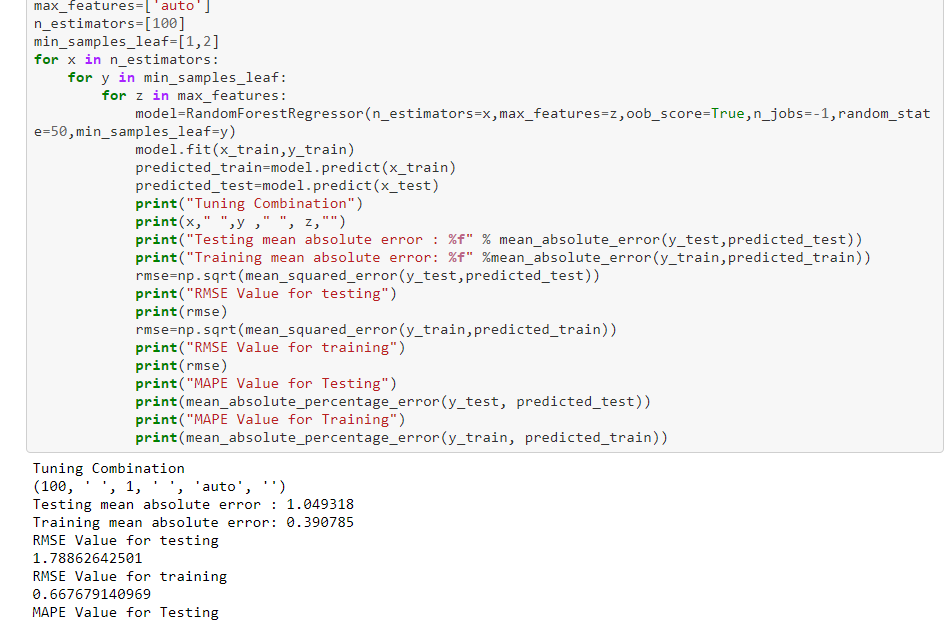 max_features=['auto']
n_estimators=[100]
min_samples_leaf=[1,2]
for x in n_estimators:
    for y in min_samples_leaf:
        for z in max_features:
            model=RandomForestRegressor(n_estimators=x,max_features=z,oob_score=True,n_jobs=-1,random_stat
e=50,min_samples_leaf=y)
            model.fit(x_train,y_train)
            predicted_train=model.predict(x_train)
            predicted_test=model.predict(x_test)
            print("Tuning Combination")
            print(x," ",y ," ", z,"")
            print("Testing mean absolute error : %f" % mean_absolute_error(y_test,predicted_test))
            print("Training mean absolute error: %f" %mean_absolute_error(y_train,predicted_train))
            rmse=np.sqrt(mean_squared_error(y_test,predicted_test))
            print("RMSE Value for testing")
            print(rmse)
            rmse=np.sqrt(mean_squared_error(y_train,predicted_train))
            print("RMSE Value for training")
            print(rmse)
            print("MAPE Value for Testing")
            print(mean_absolute_percentage_error(y_test, predicted_test))
            print("MAPE Value for Training")
            print(mean_absolute_percentage_error(y_train, predicted_train))
Tuning Combination
(100, ' ', 1, ' ', 'auto', '')
Testing mean absolute error : 1.049318
Training mean absolute error: 0.390785
RMSE Value for testing
1.78862642501
RMSE Value for training
0.667679140969
MAPE Value for Testing